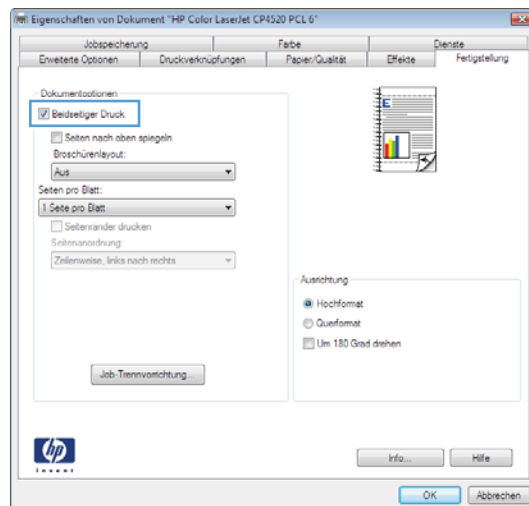 Eigenschaften von Dokument "HP Color LaserJet CP4520 PCL 6"
Jobspeicherung Farbe Dienste
Erweiterte Optionen Druckverknüpfungen Papier/Qualität Effekte Fertigstellung
Dokumentoptionen
Beidseitiger Druck
Seiten nach oben spiegeln
Broschürenlayout:
Aus
Seiten pro Blatt:
1 Seite pro Blatt
Seitenränder drucken
Seitenanordnung:
Zeilenweise, links nach rechts
Job-Trennvorrichtung...
E
Ausrichtung
Hochformat
Querformat
Um 180 Grad drehen
hp
invent
Info...
Hilfe
OK
Abbrechen